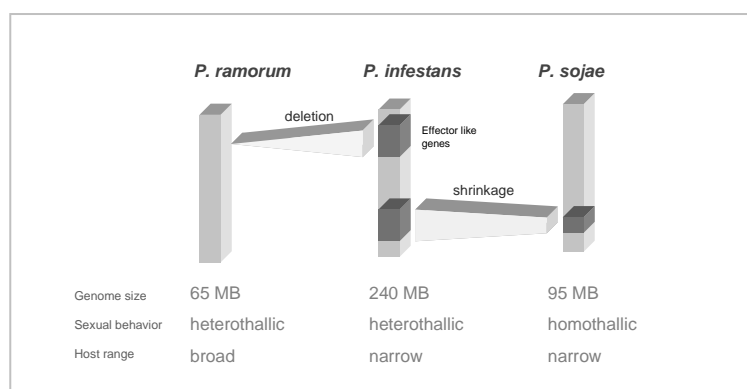 P. ramorum P. infestans P. sojae
deletion
Effector like
genes
shrinkage
Genome size 65 MB 240 MB 95 MB
Sexual behavior heterothallic heterothallic homothallic
Host range broad narrow narrow